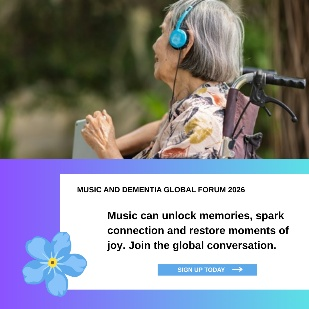 MUSIC AND DEMENTIA GLOBAL FORUM 2026
Music can unlock memories, spark
connection and restore moments of
joy. Join the global conversation.
SIGN UP TODAY